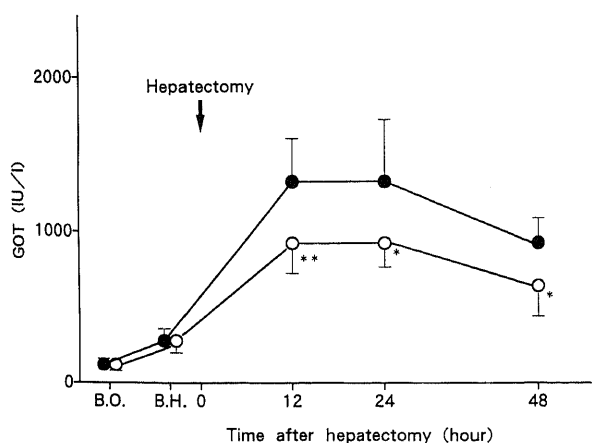 2000
Hepatectomy
GOT (IU/l)
1000
**
*
*
0
B.O. B.H. 0 12 24 48
Time after hepatectomy (hour)